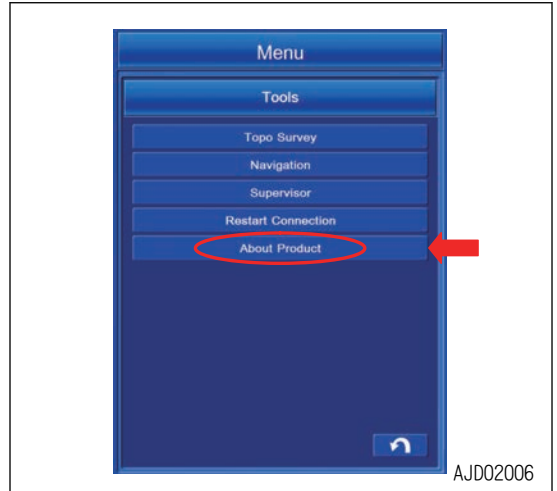 Menu
Tools
Topo Survey
Navigation
Supervisor
Restart Connection
About Product
AJD02006